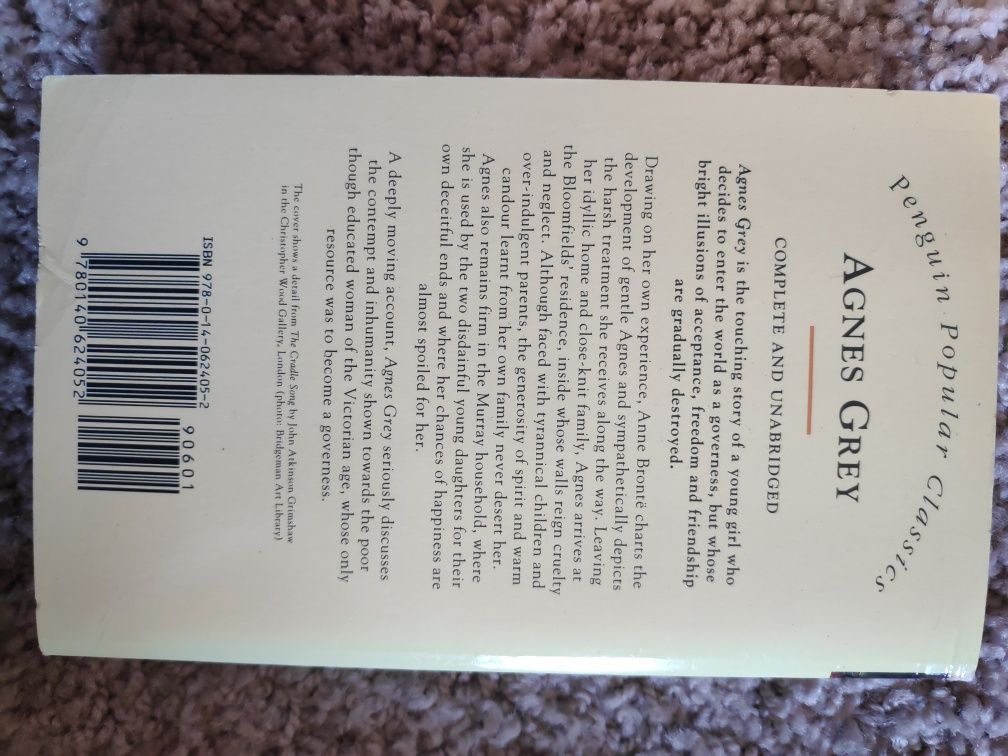 Penguin Popular Classics
AGNES GREY
COMPLETE AND UNABRIDGED
Agnes Grey is the touching story of a young girl who
decides to enter the world as a governess, but whose
bright illusions of acceptance, freedom and friendship
are gradually destroyed.
Drawing on her own experience, Anne Brontë charts the
development of gentle Agnes and sympathetically depicts
the harsh treatment she receives along the way. Leaving
her idyllic home and close-knit family, Agnes arrives at
the Bloomfields' residence, inside whose walls reign cruelty
and neglect. Although faced with tyrannical children and
over-indulgent parents, the generosity of spirit and warm
candour learnt from her own family never desert her.
Agnes also remains firm in the Murray household, where
she is used by the two disdainful young daughters for their
own deceitful ends and where her chances of happiness are
almost spoiled for her.
A deeply moving account, Agnes Grey seriously discusses
the contempt and inhumanity shown towards the poor
though educated woman of the Victorian age, whose only
resource was to become a governess.
The cover shows a detail from The Cradle Song by John Atkinson Grimshaw
in the Christopher Wood Gallery, London (photo: Bridgeman Art Library)
ISBN 978-0-14-062405-2
90601
9 780140 624052